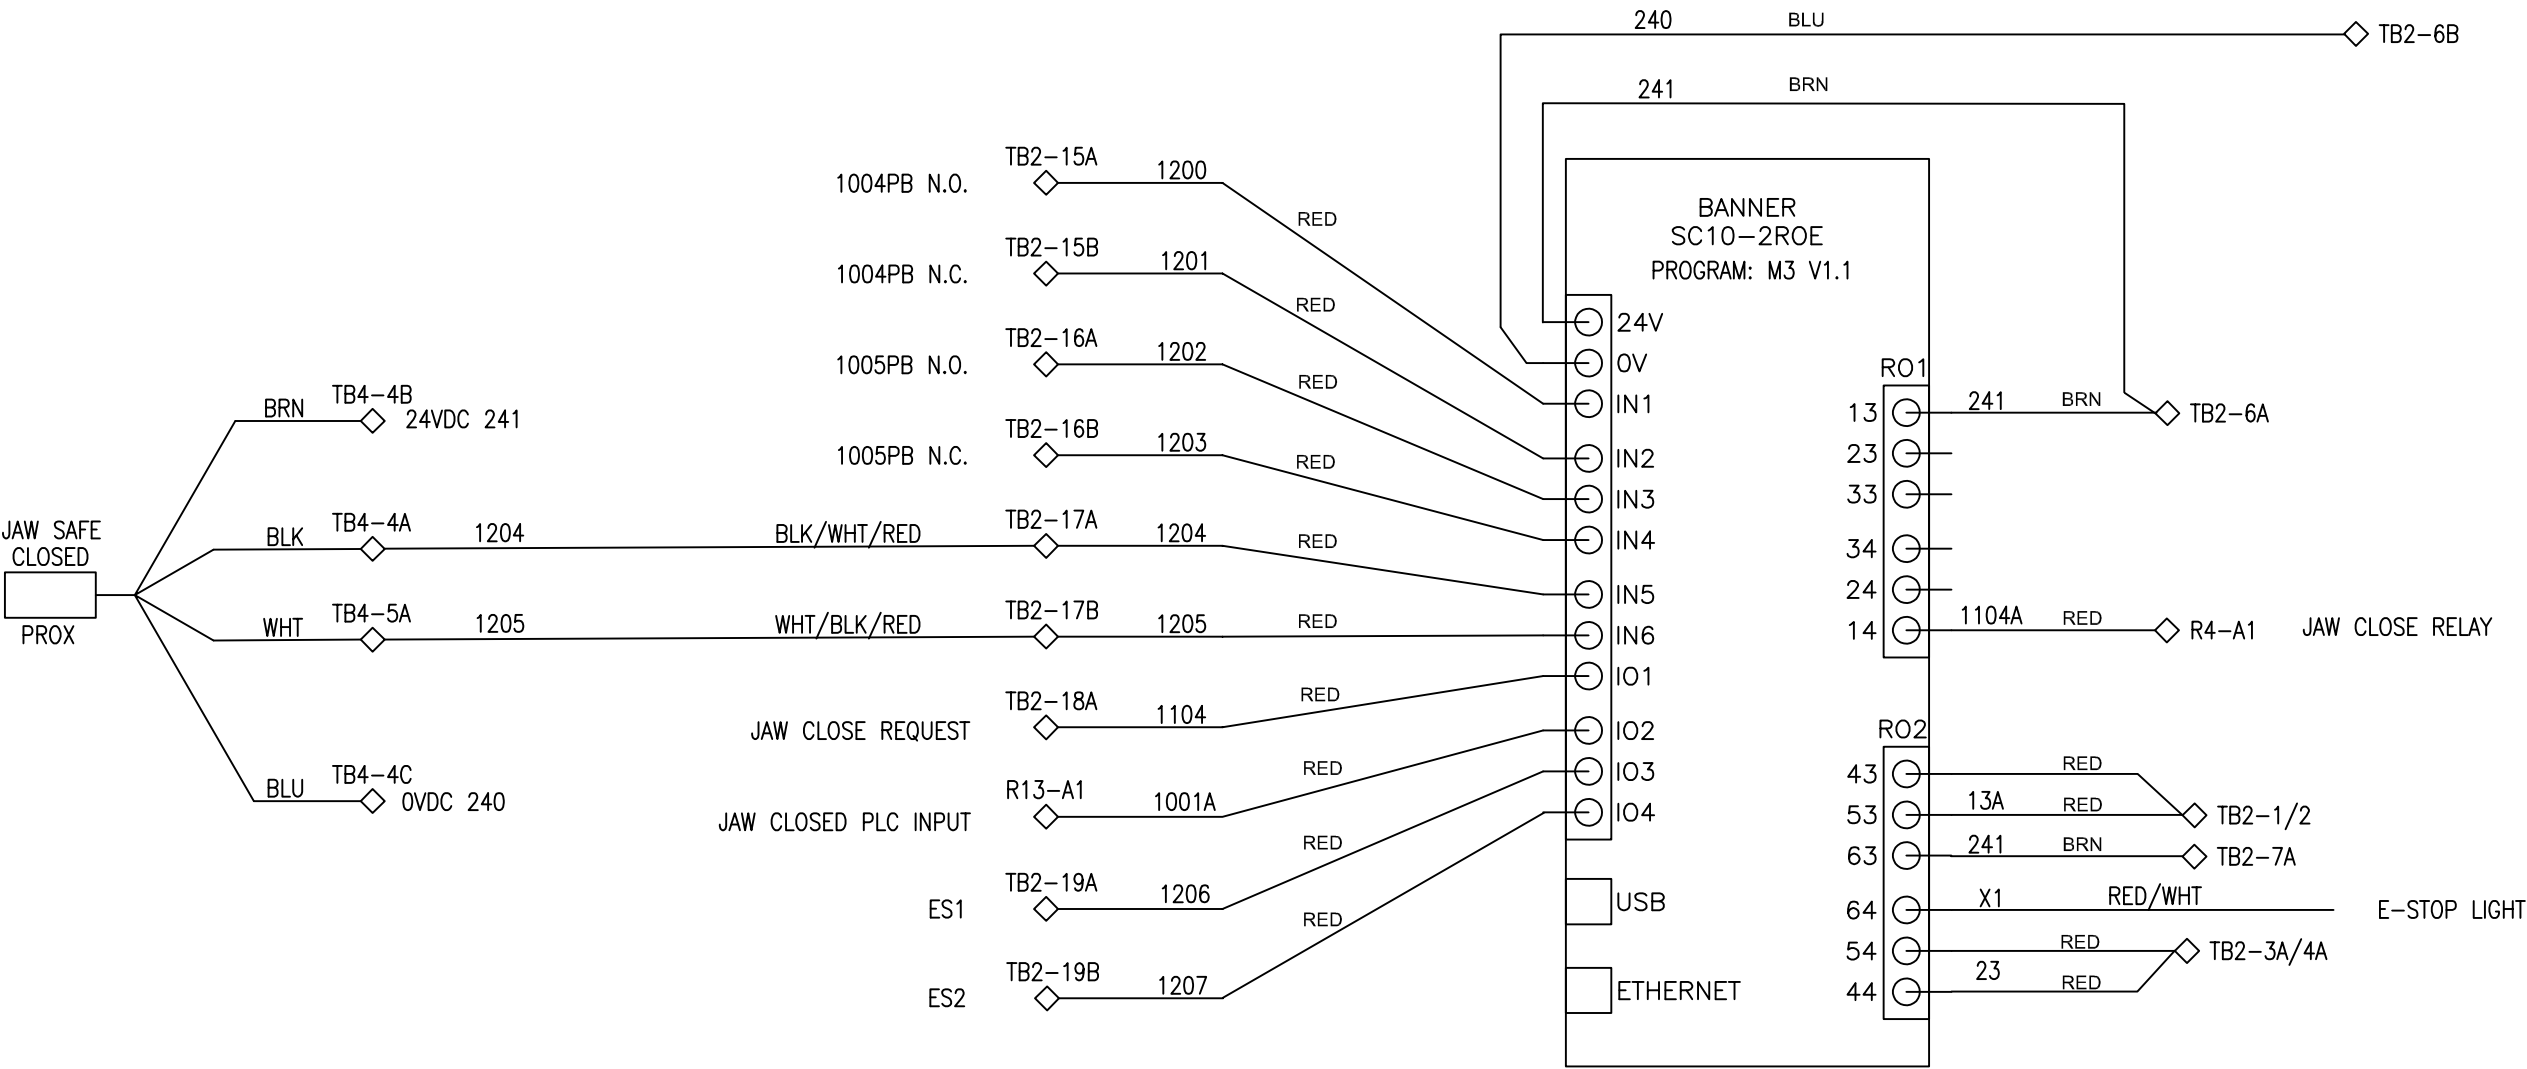 240 BLU
TB2-6B
241 BRN
BANNER
SC10-2ROE
PROGRAM: M3 V1.1
1004PB N.O. TB2-15A 1200 RED
1004PB N.C. TB2-15B 1201 RED
1005PB N.O. TB2-16A 1202 RED
1005PB N.C. TB2-16B 1203 RED
JAW SAFE
CLOSED
PROX
BRN TB4-4B
24VDC 241
BLK TB4-4A 1204 BLK/WHT/RED TB2-17A 1204 RED
WHT TB4-5A 1205 WHT/BLK/RED TB2-17B 1205 RED
BLU TB4-4C
0VDC 240
JAW CLOSE REQUEST TB2-18A 1104 RED
JAW CLOSED PLC INPUT R13-A1 1001A RED
ES1 TB2-19A 1206 RED
ES2 TB2-19B 1207 RED
24V
0V
IN1
IN2
IN3
IN4
IN5
IN6
IO1
IO2
IO3
IO4
USB
ETHERNET
RO1
13 241 BRN TB2-6A
23
33
34
24
14 1104A RED R4-A1 JAW CLOSE RELAY
RO2
43 RED
53 13A RED TB2-1/2
63 241 BRN TB2-7A
64 X1 RED/WHT E-STOP LIGHT
54 RED TB2-3A/4A
44 23 RED